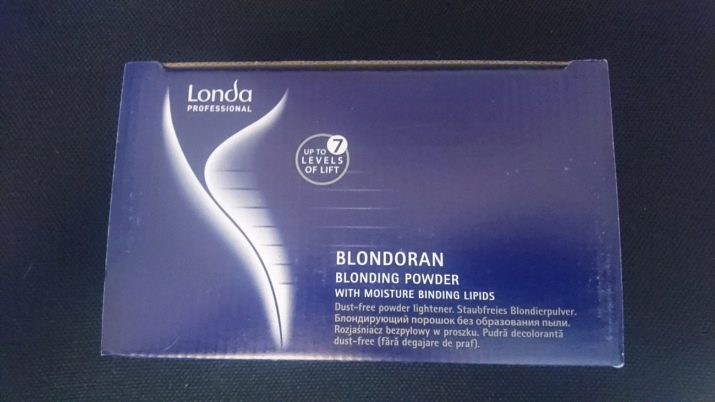 Londa
PROFESSIONAL
UP TO 7
LEVELS
OF LIFT
BLONDORAN
BLONDING POWDER
WITH MOISTURE BINDING LIPIDS
Dust-free powder lightener. Staubfreies Blondierpulver.
Блондирующий порошок без образования пыли.
Rozjaśniacz bezpyłowy w proszku. Pudră decolorantă
dust-free (fără degajare de praf).